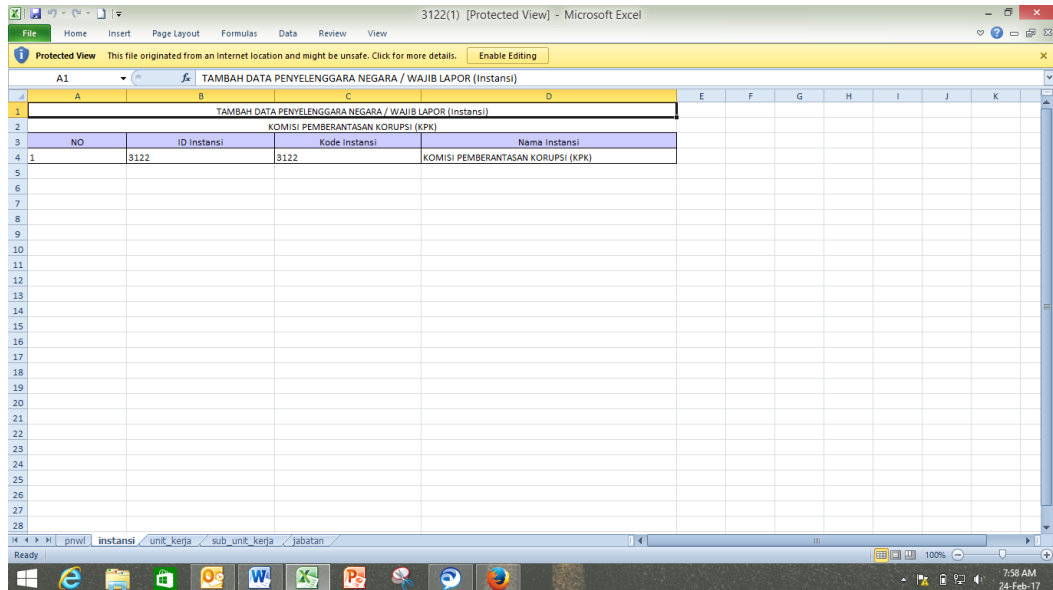 3122(1) [Protected View] - Microsoft Excel
File Home Insert Page Layout Formulas Data Review View
Protected View This file originated from an Internet location and might be unsafe. Click for more details. Enable Editing
A1 fx TAMBAH DATA PENYELENGGARA NEGARA / WAJIB LAPOR (Instansi)
A B C D E F G H I J K
1 TAMBAH DATA PENYELENGGARA NEGARA / WAJIB LAPOR (Instansi)
2 KOMISI PEMBERANTASAN KORUPSI (KPK)
3 NO ID Instansi Kode Instansi Nama Instansi
4 1 3122 3122 KOMISI PEMBERANTASAN KORUPSI (KPK)
5
6
7
8
9
10
11
12
13
14
15
16
17
18
19
20
21
22
23
24
25
26
27
28
pnwl instansi unit_kerja sub_unit_kerja jabatan
Ready 100%
7:58 AM
24-Feb-17